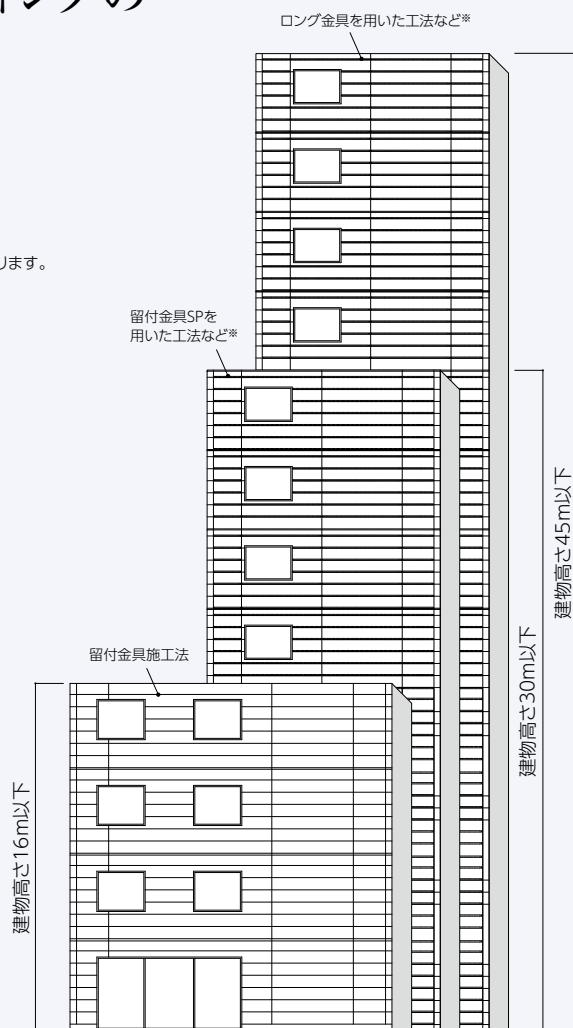 ロング金具を用いた工法など※
ります。
留付金具SPを
用いた工法など※
留付金具施工法
建物高さ16m以下
建物高さ30m以下
建物高さ45m以下